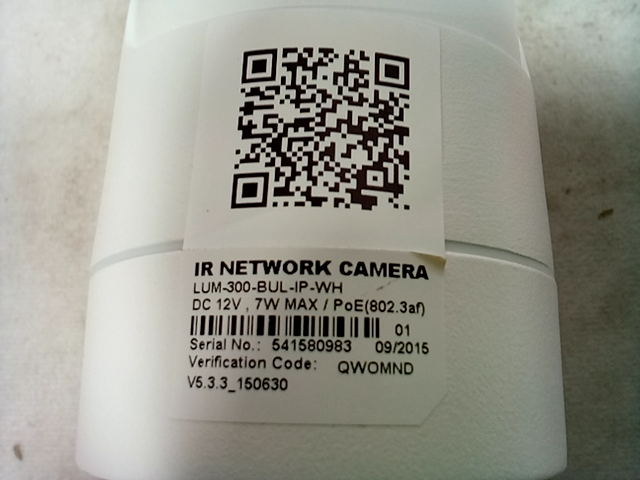 IR NETWORK CAMERA
LUM-300-BUL-IP-WH
DC 12V , 7W MAX / PoE(802.3af)
01
Serial No.: 541580983 09/2015
Verification Code: QWOMND
V5.3.3_150630